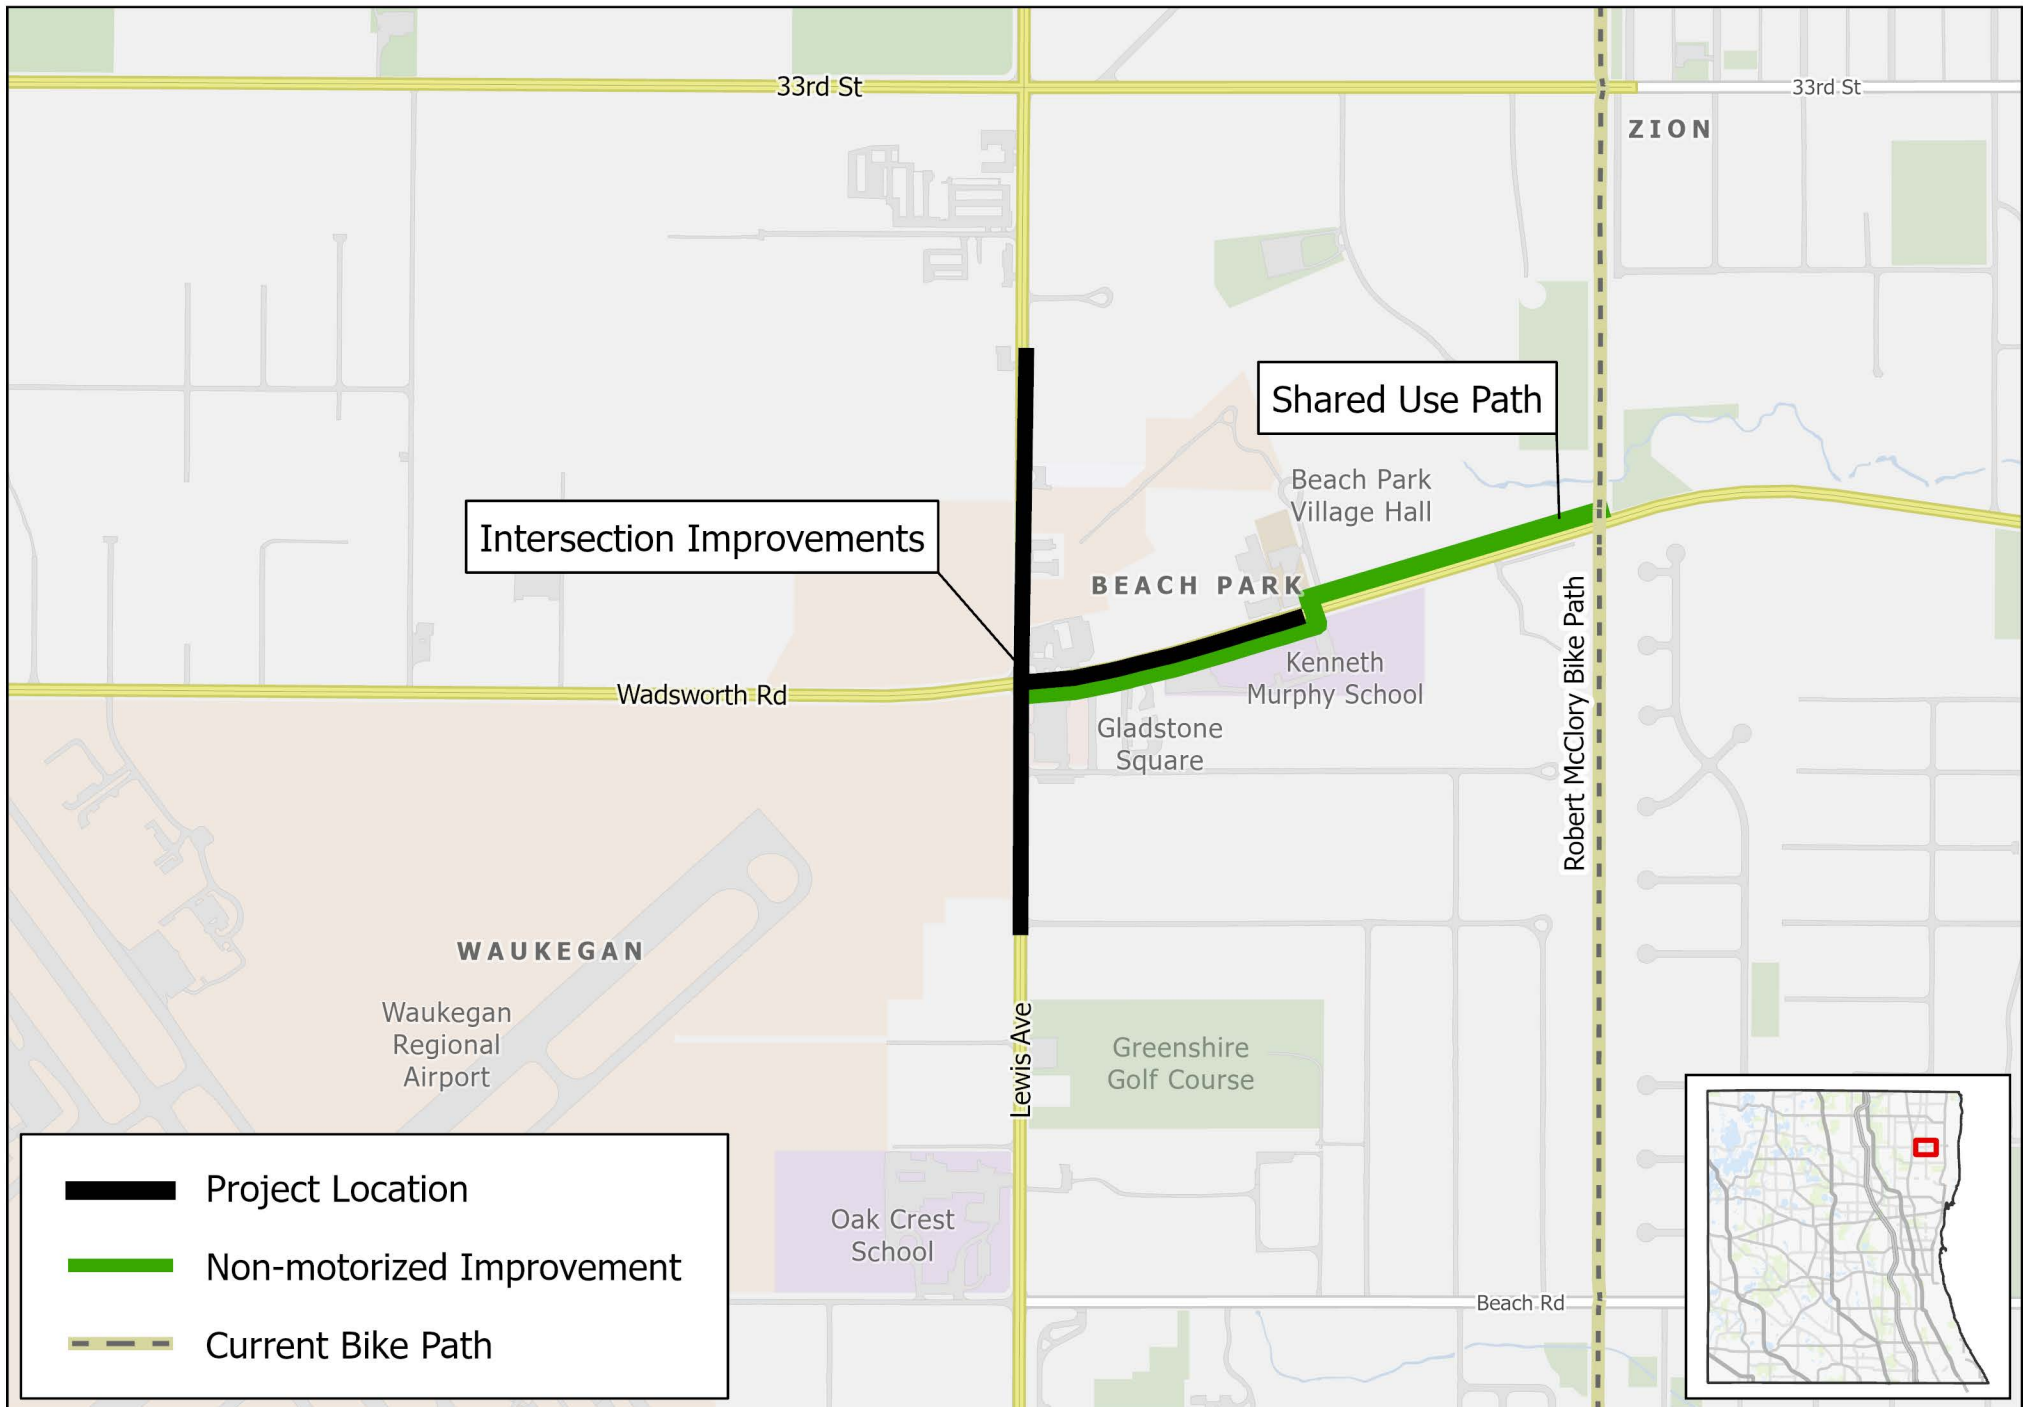 33rd St
33rd St
ZION
Shared Use Path
Beach Park
Village Hall
Intersection Improvements
BEACH PARK
Kenneth
Murphy School
Wadsworth Rd
Gladstone
Square
Robert McClory Bike Path
WAUKEGAN
Waukegan
Regional
Airport
Lewis Ave
Greenshire
Golf Course
Oak Crest
School
Beach Rd
Project Location
Non-motorized Improvement
Current Bike Path